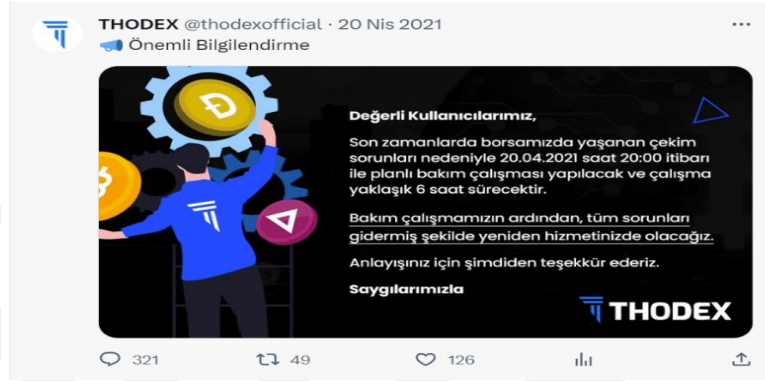 THODEX @thodexofficial · 20 Nis 2021
Önemli Bilgilendirme
Değerli Kullanıcılarımız,
Son zamanlarda borsamızda yaşanan çekim
sorunları nedeniyle 20.04.2021 saat 20:00 itibarı
ile planlı bakım çalışması yapılacak ve çalışma
yaklaşık 6 saat sürecektir.
Bakım çalışmamızın ardından, tüm sorunları
gidermiş şekilde yeniden hizmetinizde olacağız.
Anlayışınız için şimdiden teşekkür ederiz.
Saygılarımızla
THODEX
321 49 126